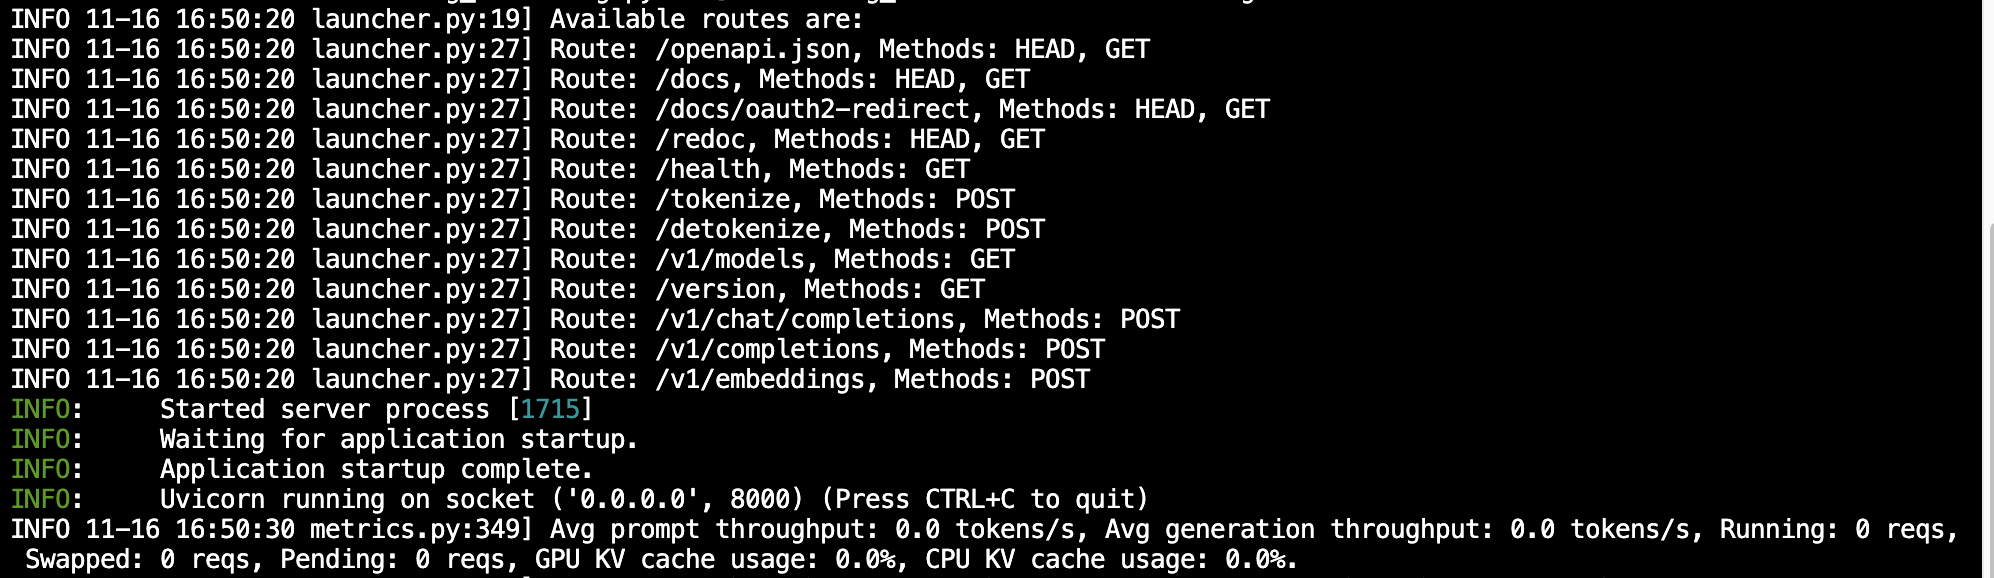 INFO 11-16 16:50:20 launcher.py:19] Available routes are:
INFO 11-16 16:50:20 launcher.py:27] Route: /openapi.json, Methods: HEAD, GET
INFO 11-16 16:50:20 launcher.py:27] Route: /docs, Methods: HEAD, GET
INFO 11-16 16:50:20 launcher.py:27] Route: /docs/oauth2-redirect, Methods: HEAD, GET
INFO 11-16 16:50:20 launcher.py:27] Route: /redoc, Methods: HEAD, GET
INFO 11-16 16:50:20 launcher.py:27] Route: /health, Methods: GET
INFO 11-16 16:50:20 launcher.py:27] Route: /tokenize, Methods: POST
INFO 11-16 16:50:20 launcher.py:27] Route: /detokenize, Methods: POST
INFO 11-16 16:50:20 launcher.py:27] Route: /v1/models, Methods: GET
INFO 11-16 16:50:20 launcher.py:27] Route: /version, Methods: GET
INFO 11-16 16:50:20 launcher.py:27] Route: /v1/chat/completions, Methods: POST
INFO 11-16 16:50:20 launcher.py:27] Route: /v1/completions, Methods: POST
INFO 11-16 16:50:20 launcher.py:27] Route: /v1/embeddings, Methods: POST
INFO:     Started server process [1715]
INFO:     Waiting for application startup.
INFO:     Application startup complete.
INFO:     Uvicorn running on socket ('0.0.0.0', 8000) (Press CTRL+C to quit)
INFO 11-16 16:50:30 metrics.py:349] Avg prompt throughput: 0.0 tokens/s, Avg generation throughput: 0.0 tokens/s, Running: 0 reqs,
Swapped: 0 reqs, Pending: 0 reqs, GPU KV cache usage: 0.0%, CPU KV cache usage: 0.0%.